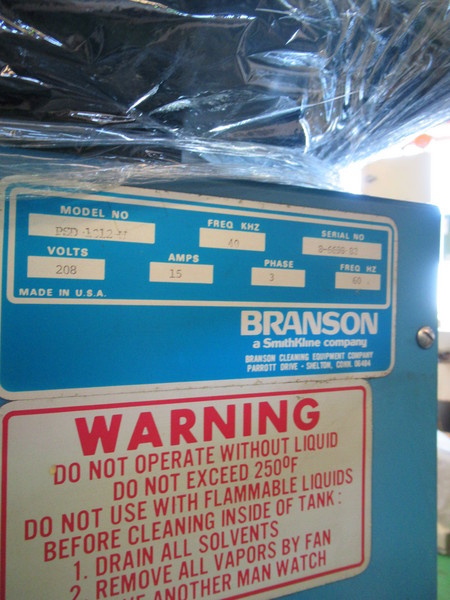 MODEL NO
FREQ KHZ
SERIAL NO
40
VOLTS
AMPS
PHASE
FREQ HZ
208
15
3
60
MADE IN U.S.A.
BRANSON
a SmithKline company
BRANSON CLEANING EQUIPMENT COMPANY
PARROTT DRIVE - SHELTON, CONN. 06484
WARNING
DO NOT OPERATE WITHOUT LIQUID
DO NOT EXCEED 250°F
DO NOT USE WITH FLAMMABLE LIQUIDS
BEFORE CLEANING INSIDE OF TANK:
1. DRAIN ALL SOLVENTS
2. REMOVE ALL VAPORS BY FAN
ANOTHER MAN WATCH